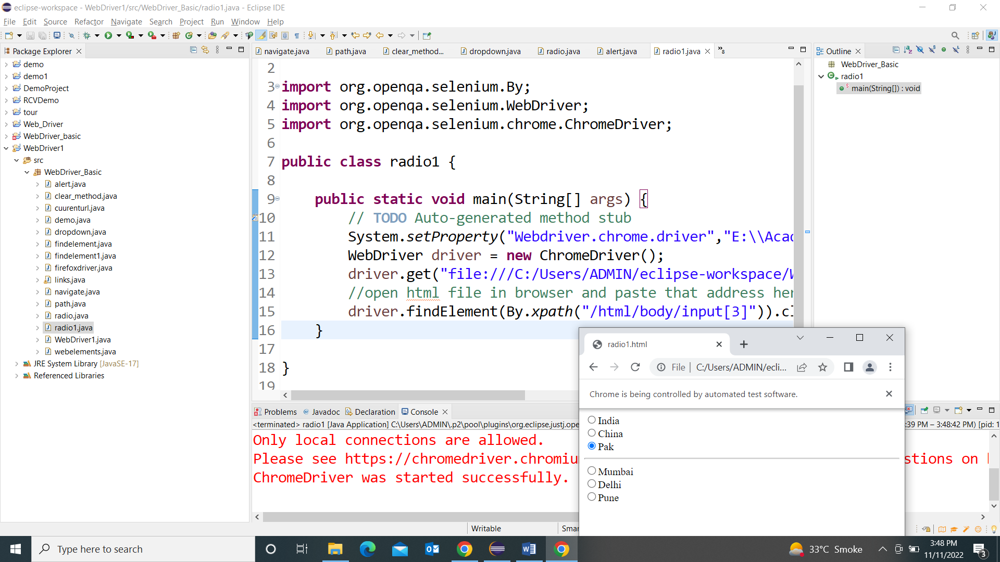 eclipse-workspace - WebDriver1/src/WebDriver_Basic/radio1.java - Eclipse IDE
File Edit Source Refactor Navigate Search Project Run Window Help
Package Explorer
demo
demo1
DemoProject
RCVDemo
tour
Web_Driver
WebDriver_basic
WebDriver1
src
WebDriver_Basic
alert.java
clear_method.java
cuurenturl.java
demo.java
dropdown.java
findelement.java
findelement1.java
firefoxdriver.java
links.java
navigate.java
path.java
radio.java
radio1.java
WebDriver1.java
webelements.java
JRE System Library [JavaSE-17]
Referenced Libraries
navigate.java path.java clear_method... dropdown.java radio.java alert.java radio1.java »8
2
3 import org.openqa.selenium.By;
4 import org.openqa.selenium.WebDriver;
5 import org.openqa.selenium.chrome.ChromeDriver;
6
7 public class radio1 {
8
9 public static void main(String[] args) {
10 // TODO Auto-generated method stub
11 System.setProperty("Webdriver.chrome.driver","E:\\Acac
12 WebDriver driver = new ChromeDriver();
13 driver.get("file:///C:/Users/ADMIN/eclipse-workspace/W
14 //open html file in browser and paste that address her
15 driver.findElement(By.xpath("/html/body/input[3]")).cl
16 }
17
18 }
19
Outline
WebDriver_Basic
radio1
main(String[]) : void
Problems Javadoc Declaration Console
<terminated> radio1 [Java Application] C:\Users\ADMIN\.p2\pool\plugins\org.eclipse.justj.ope
:39 PM – 3:48:42 PM) [pid: 1
Only local connections are allowed.
Please see https://chromedriver.chromiu
stions on
ChromeDriver was started successfully.
radio1.html
File C:/Users/ADMIN/ecli...
Chrome is being controlled by automated test software.
India
China
Pak
Mumbai
Delhi
Pune
Writable Smar
Type here to search
33°C Smoke
3:48 PM
11/11/2022
3